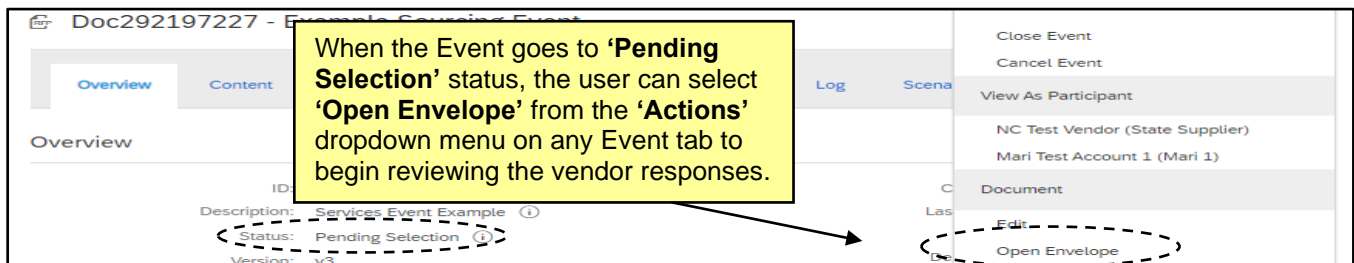 Doc292197227 - Example Sourcing Event
Overview
Content
Log
Scena
Overview
When the Event goes to ‘Pending
Selection’ status, the user can select
‘Open Envelope’ from the ‘Actions’
dropdown menu on any Event tab to
begin reviewing the vendor responses.
ID:
Description: Services Event Example
Status: Pending Selection
Version: v3
C
Las
De
Close Event
Cancel Event
View As Participant
NC Test Vendor (State Supplier)
Mari Test Account 1 (Mari 1)
Document
Edit
Open Envelope